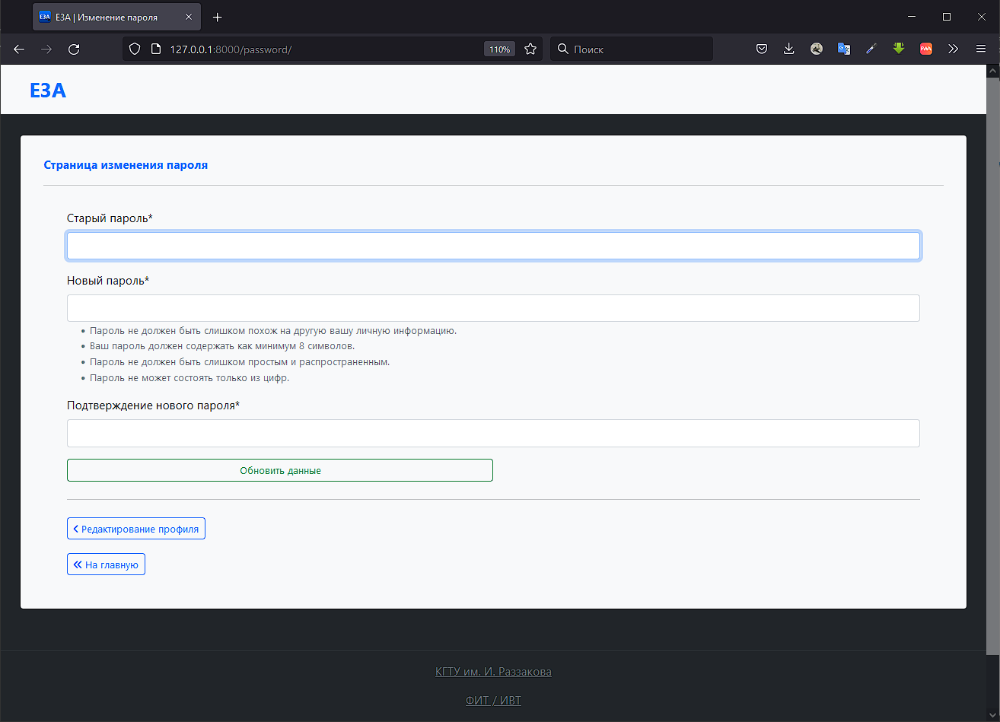 ЕЗА | Изменение пароля
127.0.0.1:8000/password/
110%
Поиск
ЕЗА
Страница изменения пароля
Старый пароль*
Новый пароль*
• Пароль не должен быть слишком похож на другую вашу личную информацию.
• Ваш пароль должен содержать как минимум 8 символов.
• Пароль не должен быть слишком простым и распространенным.
• Пароль не может состоять только из цифр.
Подтверждение нового пароля*
Обновить данные
Редактирование профиля
На главную
КГТУ им. И. Раззакова
ФИТ / ИВТ